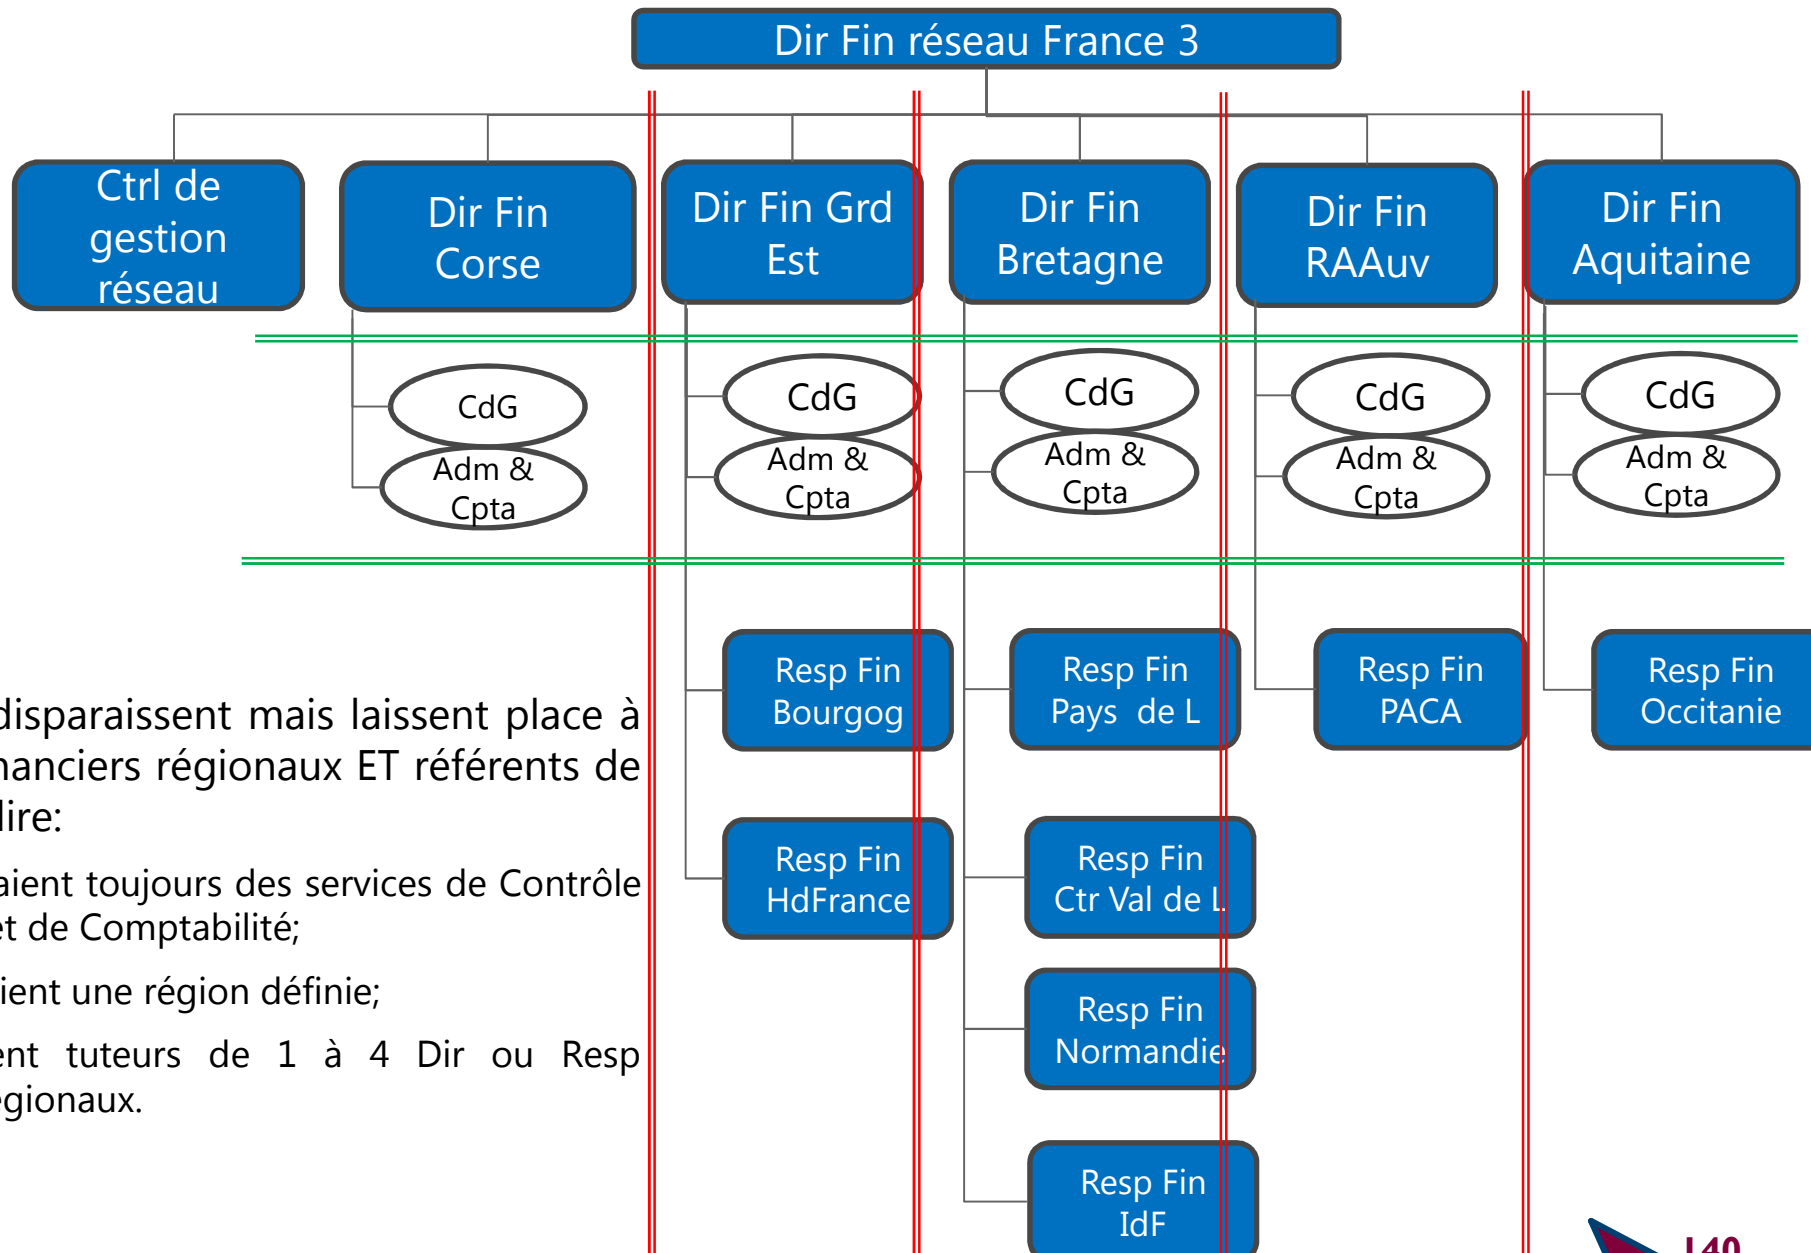 Dir Fin réseau France 3
Ctrl de
gestion
réseau
Dir Fin
Corse
Dir Fin Grd
Est
Dir Fin
Bretagne
Dir Fin
RAAuv
Dir Fin
Aquitaine
CdG
Adm &
Cpta
CdG
Adm &
Cpta
CdG
Adm &
Cpta
CdG
Adm &
Cpta
CdG
Adm &
Cpta
Resp Fin
Bourgog
Resp Fin
Pays de L
Resp Fin
PACA
Resp Fin
Occitanie
Resp Fin
HdFrance
Resp Fin
Ctr Val de L
Resp Fin
Normandie
Resp Fin
IdF
disparaissent mais laissent place à
nanciers régionaux ET référents de
dire:
aient toujours des services de Contrôle
et de Comptabilité;
ient une région définie;
ent tuteurs de 1 à 4 Dir ou Resp
égionaux.